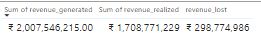 Sum of revenue_generated Sum of revenue_realized revenue_lost
₹ 2,007,546,215.00 ₹ 1,708,771,229 ₹ 298,774,986